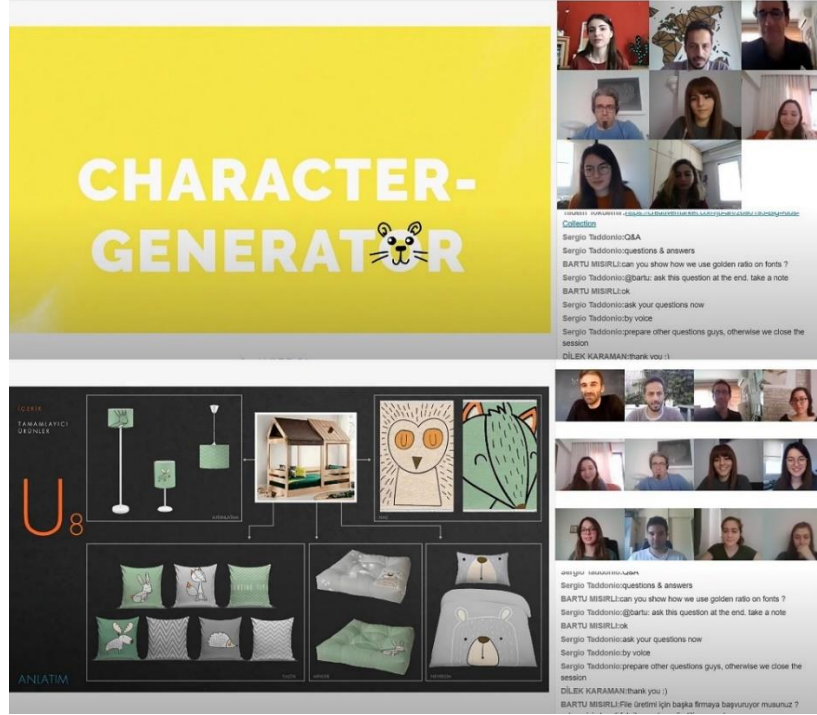 CHARACTER-
GENERATOR
Collection
Sergio Taddonio:Q&A
Sergio Taddonio:questions & answers
BARTU MISIRLI:can you show how we use golden ratio on fonts ?
Sergio Taddonio:@bartu: ask this question at the end. take a note
BARTU MISIRLI:ok
Sergio Taddonio:ask your questions now
Sergio Taddonio:by voice
Sergio Taddonio:prepare other questions guys, otherwise we close the
session
DİLEK KARAMAN:thank you :)
İÇERİK
TAMAMLAYICI
ÜRÜNLER
U8
AYDINLATMA
HALI
ANLATIM
Sergio Taddonio:Q&A
Sergio Taddonio:questions & answers
BARTU MISIRLI:can you show how we use golden ratio on fonts ?
Sergio Taddonio:@bartu: ask this question at the end. take a note
BARTU MISIRLI:ok
Sergio Taddonio:ask your questions now
Sergio Taddonio:by voice
Sergio Taddonio:prepare other questions guys, otherwise we close the
session
DİLEK KARAMAN:thank you :)
BARTU MISIRLI:File üretimi için başka firmaya başvuruyor musunuz ?